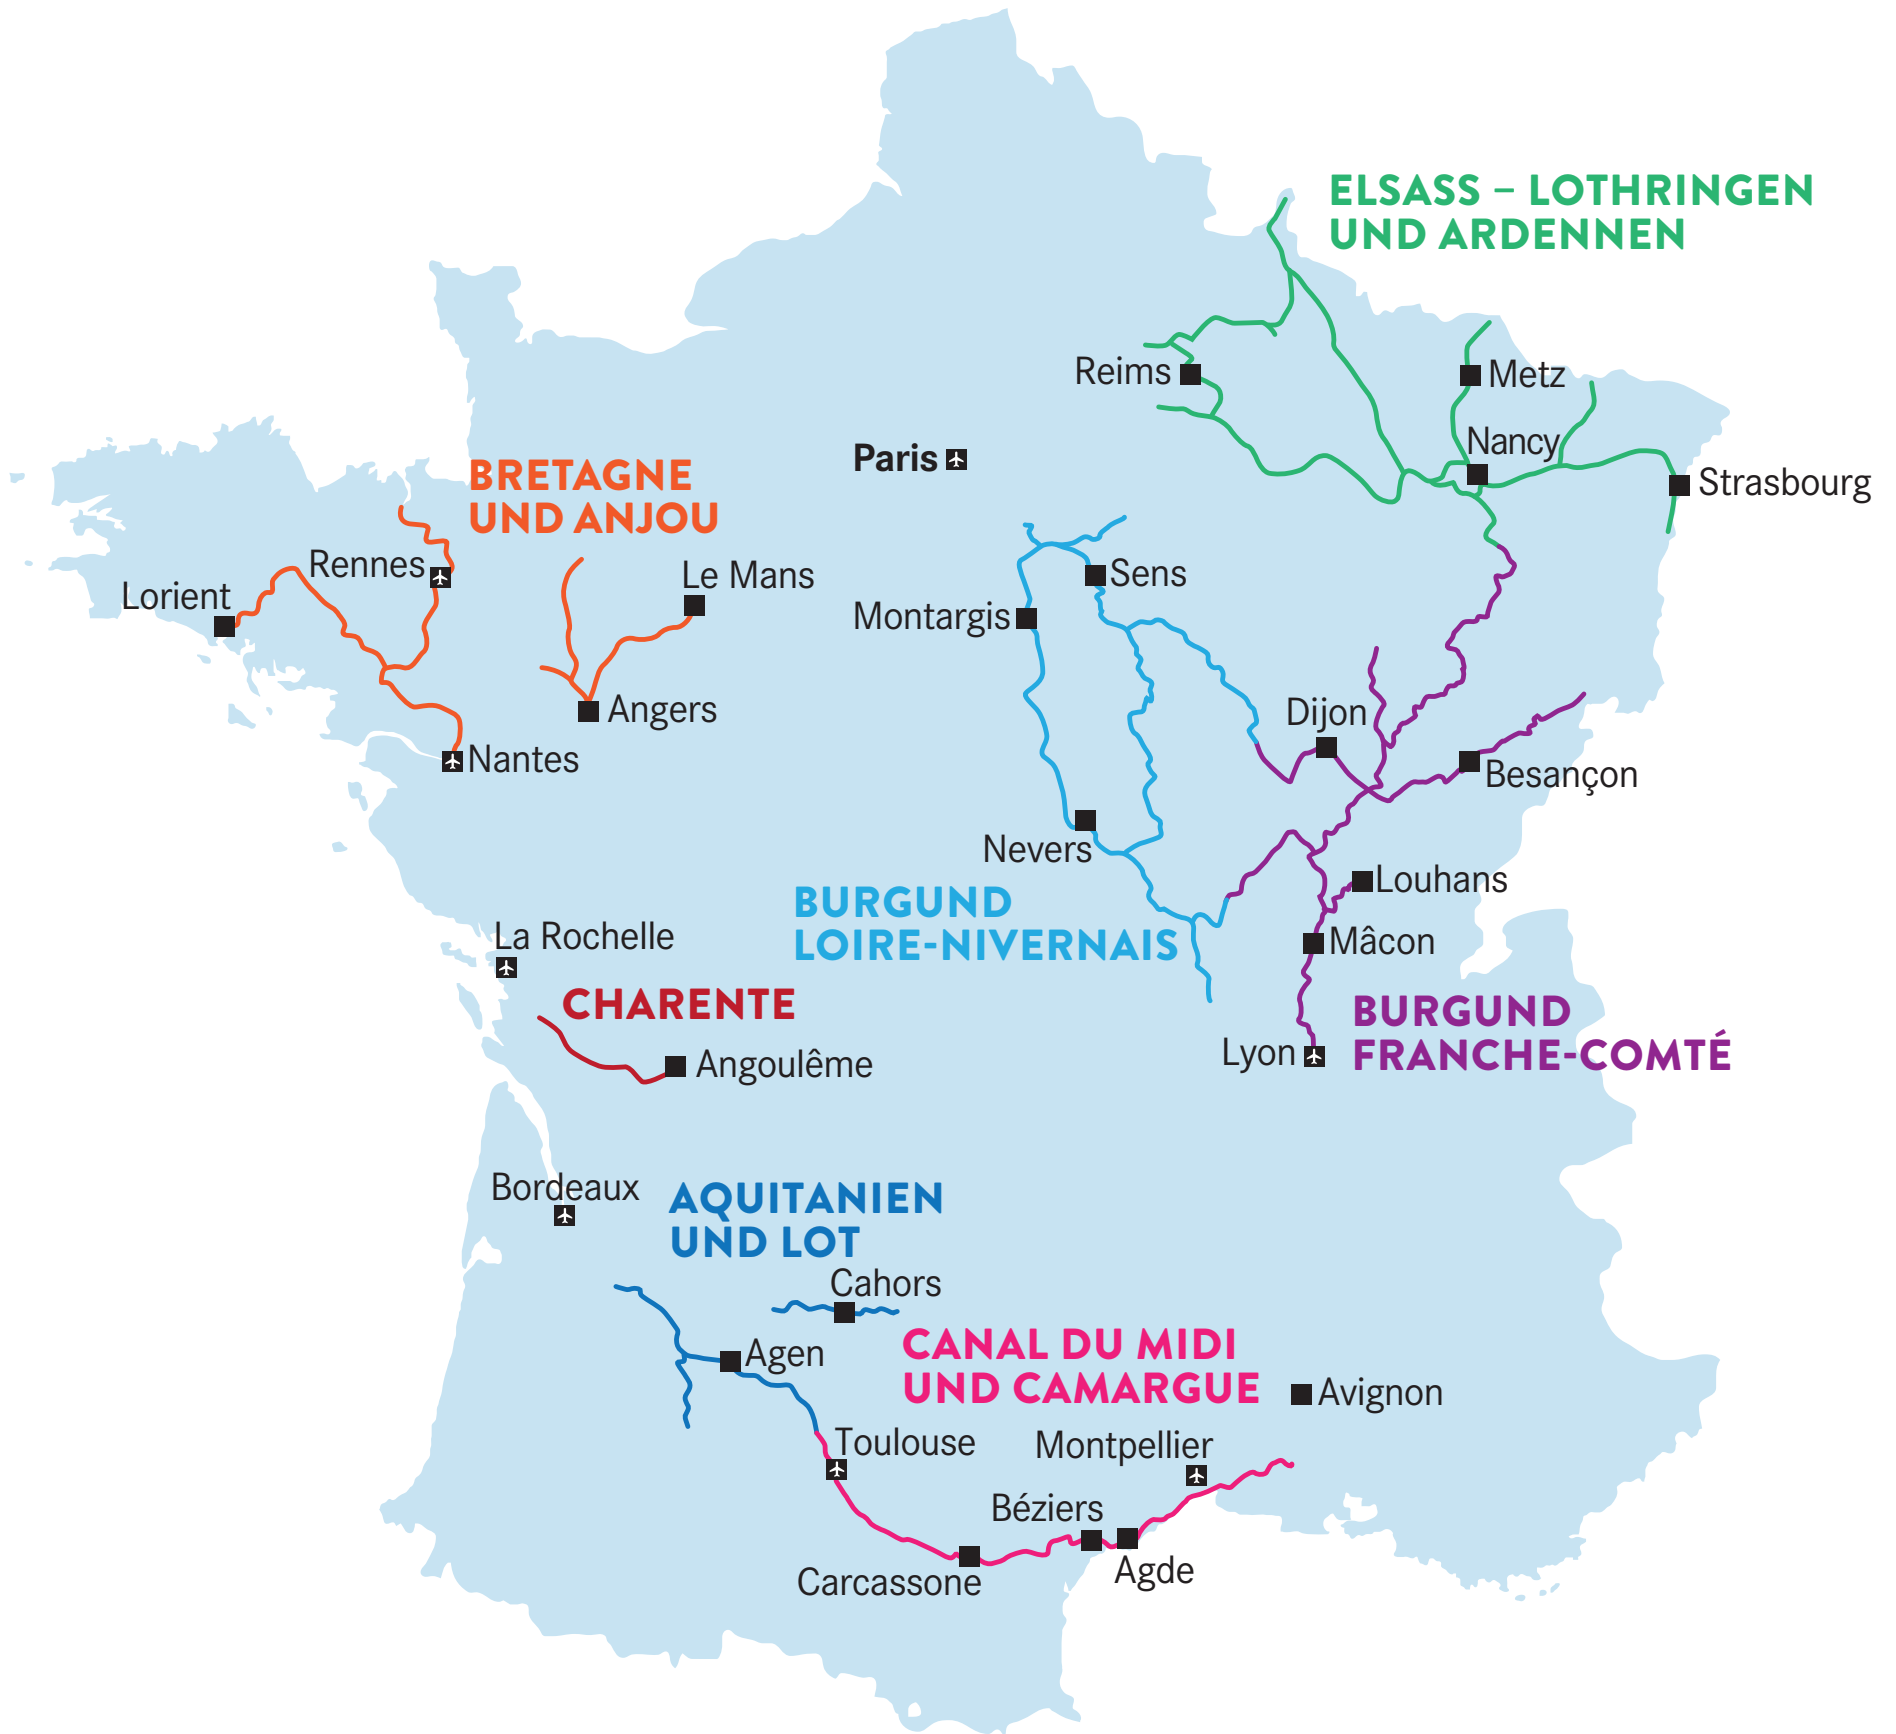 ELSASS – LOTHRINGEN
UND ARDENNEN
Reims
Metz
Nancy
Strasbourg
Paris
BRETAGNE
UND ANJOU
Rennes
Lorient
Le Mans
Angers
Nantes
Sens
Montargis
Dijon
Besançon
Nevers
Louhans
BURGUND
LOIRE-NIVERNAIS
Mâcon
La Rochelle
CHARENTE
Angoulême
Lyon
BURGUND
FRANCHE-COMTÉ
Bordeaux
AQUITANIEN
UND LOT
Cahors
Agen
CANAL DU MIDI
UND CAMARGUE
Avignon
Toulouse
Montpellier
Béziers
Agde
Carcassone